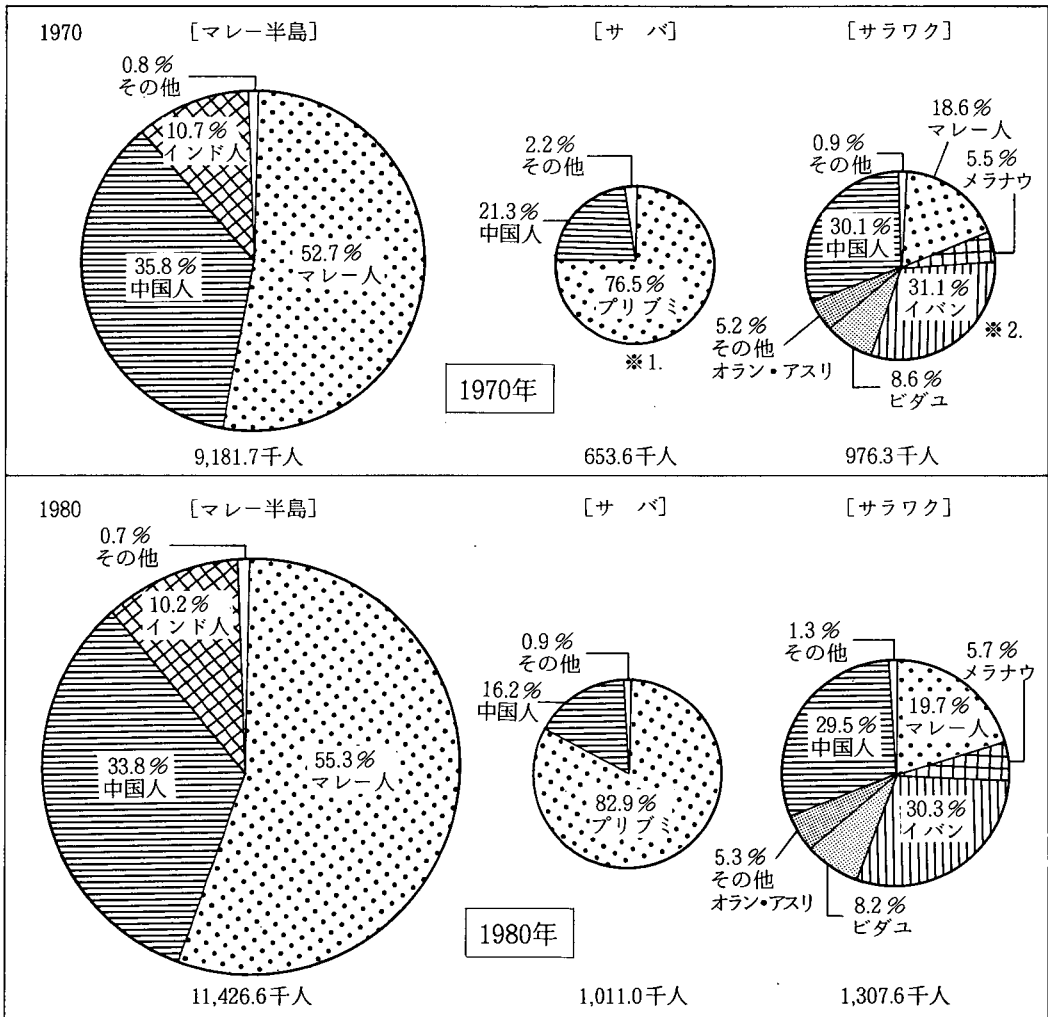 1970
[マレー半島]
[サ バ]
[サラワク]
0.8%
その他
10.7%
インド人
35.8%
中国人
52.7%
マレー人
9,181.7千人
2.2%
その他
21.3%
中国人
76.5%
プリブミ
※1.
653.6千人
0.9%
その他
18.6%
マレー人
5.5%
メラナウ
30.1%
中国人
31.1%
イバン
※2.
5.2%
その他
オラン・アスリ
8.6%
ビダユ
976.3千人
1970年
1980
[マレー半島]
[サ バ]
[サラワク]
0.7%
その他
10.2%
インド人
33.8%
中国人
55.3%
マレー人
11,426.6千人
0.9%
その他
16.2%
中国人
82.9%
プリブミ
1,011.0千人
1.3%
その他
5.7%
メラナウ
19.7%
マレー人
29.5%
中国人
30.3%
イバン
5.3%
その他
オラン・アスリ
8.2%
ビダユ
1,307.6千人
1980年